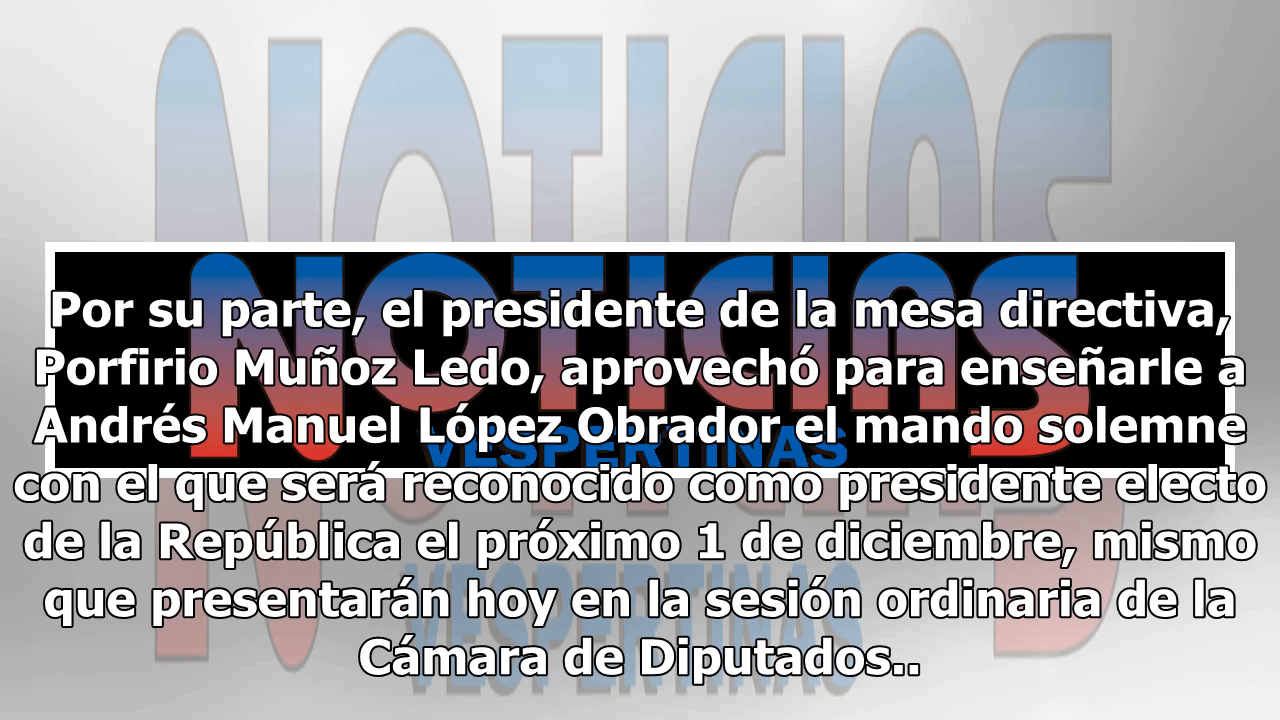 NOTICIAS
NOTICIAS
Por su parte, el presidente de la mesa directiva,
Porfirio Muñoz Ledo, aprovechó para enseñarle a
Andrés Manuel López Obrador el mando solemne
VESPERTINAS
con el que será reconocido como presidente electo
de la República el próximo 1 de diciembre, mismo
que presentarán hoy en la sesión ordinaria de la
VESPERTINAS
Cámara de Diputados..